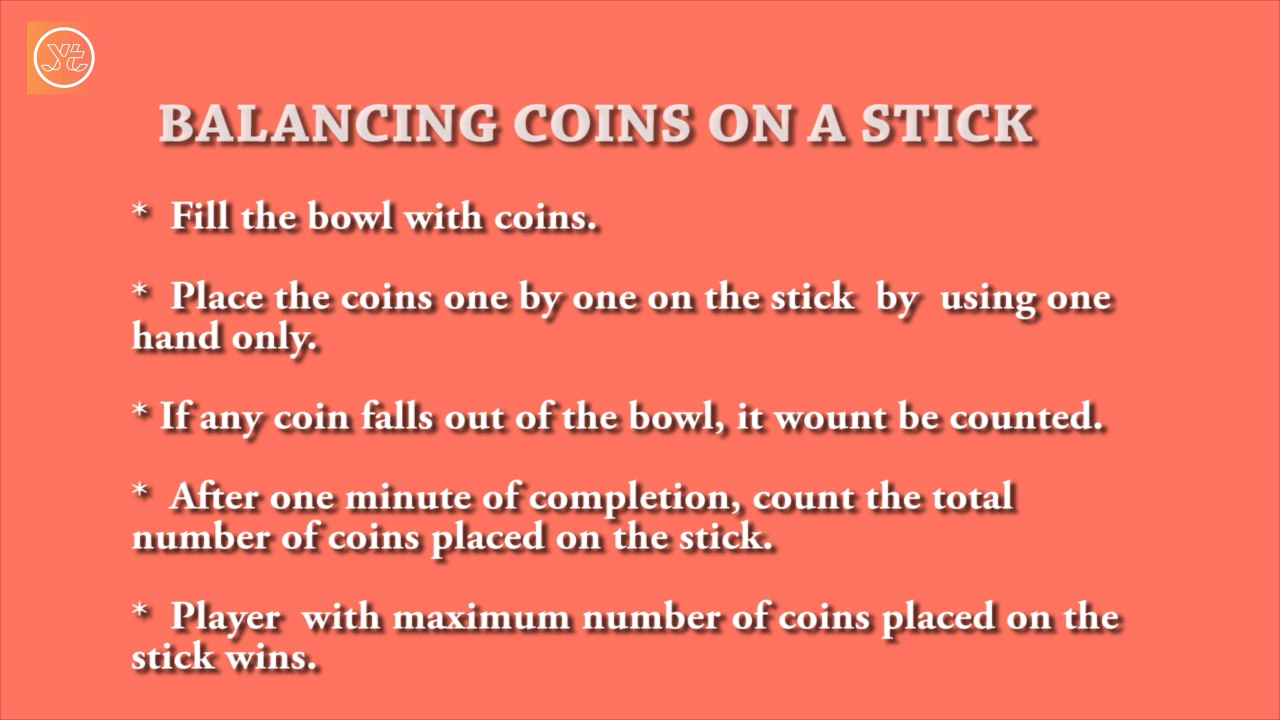 yt
BALANCING COINS ON A STICK
* Fill the bowl with coins.
* Place the coins one by one on the stick by using one
hand only.
* If any coin falls out of the bowl, it wount be counted.
* After one minute of completion, count the total
number of coins placed on the stick.
* Player with maximum number of coins placed on the
stick wins.